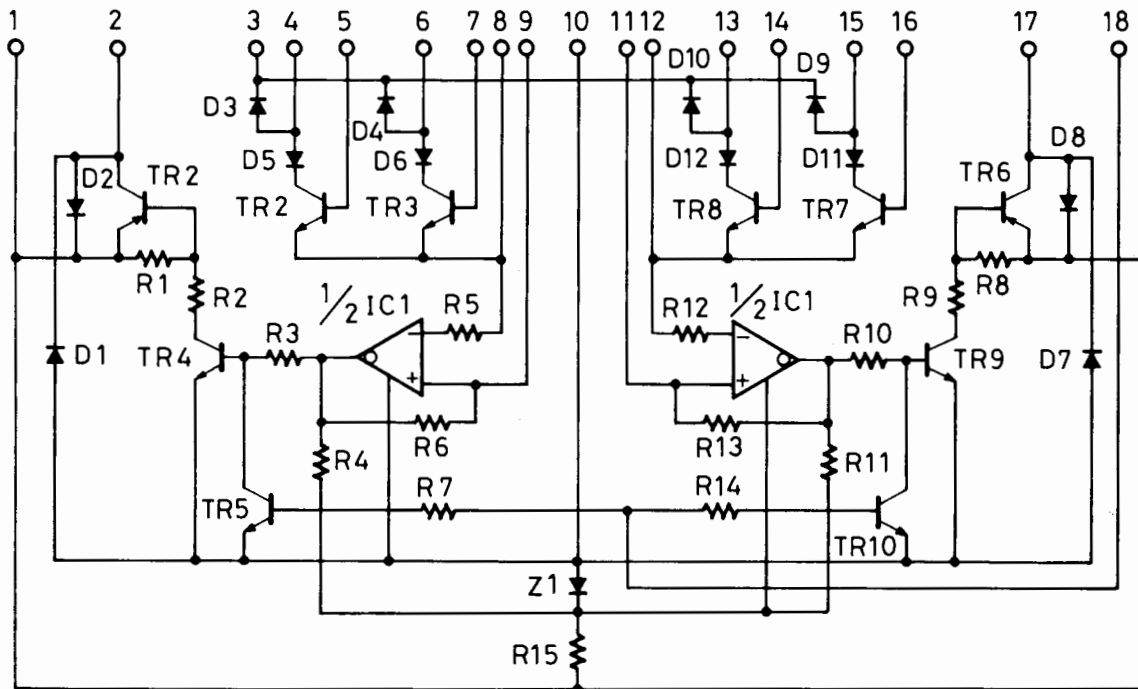 1 2 3 4 5 6 7 8 9 10 11 12 13 14 15 16 17 18
D10 D9
D3 D4
D5 D6 D12 D11 D8
D2 TR2 TR2 TR3 TR8 TR7 TR6
R1 R2 R9 R8
1/2 IC1 R5 R12 1/2 IC1
TR4 R3 R10 TR9
D1 D7
− + − +
R6 R13
R4 R11
R7 R14
TR5 TR10
Z1
R15